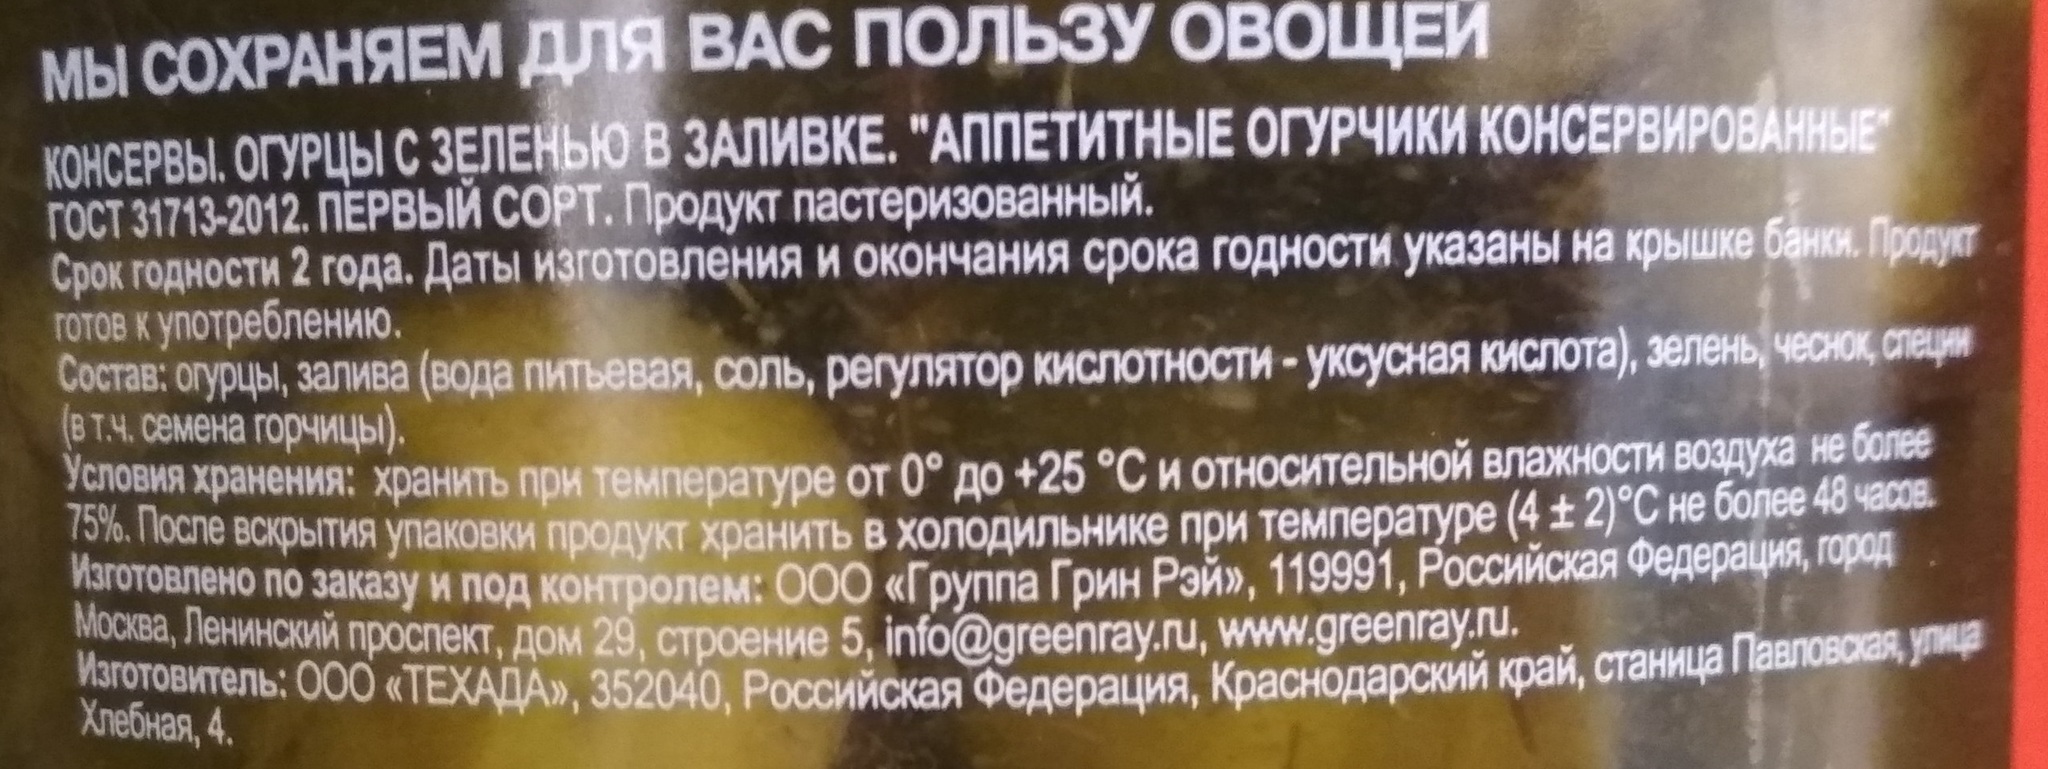 МЫ СОХРАНЯЕМ ДЛЯ ВАС ПОЛЬЗУ ОВОЩЕЙ
КОНСЕРВЫ. ОГУРЦЫ С ЗЕЛЕНЬЮ В ЗАЛИВКЕ. "АППЕТИТНЫЕ ОГУРЧИКИ КОНСЕРВИРОВАННЫЕ"
ГОСТ 31713-2012. ПЕРВЫЙ СОРТ. Продукт пастеризованный.
Срок годности 2 года. Даты изготовления и окончания срока годности указаны на крышке банки. Продукт
готов к употреблению.
Состав: огурцы, залива (вода питьевая, соль, регулятор кислотности - уксусная кислота), зелень, чеснок, специи
(в т.ч. семена горчицы).
Условия хранения: хранить при температуре от 0° до +25 °С и относительной влажности воздуха не более
75%. После вскрытия упаковки продукт хранить в холодильнике при температуре (4 ± 2)°С не более 48 часов.
Изготовлено по заказу и под контролем: ООО «Группа Грин Рэй», 119991, Российская Федерация, город
Москва, Ленинский проспект, дом 29, строение 5, info@greenray.ru, www.greenray.ru.
Изготовитель: ООО «ТЕХАДА», 352040, Российская Федерация, Краснодарский край, станица Павловская, улица
Хлебная, 4.